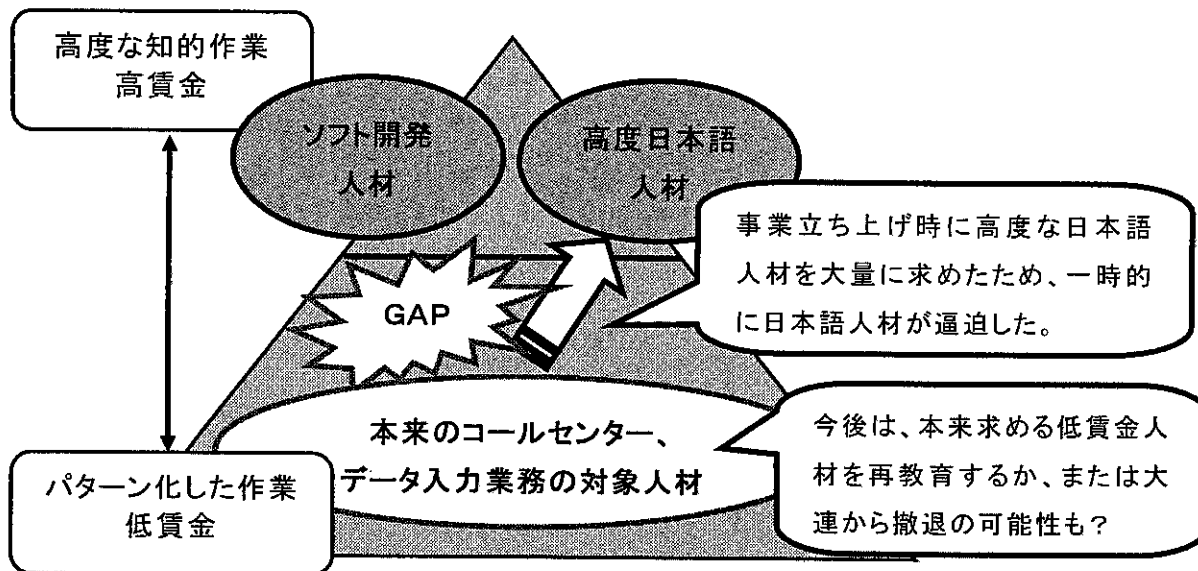 高度な知的作業
高賃金
ソフト開発
人材
高度日本語
人材
事業立ち上げ時に高度な日本語
人材を大量に求めたため、一時的
に日本語人材が逼迫した。
GAP
本来のコールセンター、
データ入力業務の対象人材
今後は、本来求める低賃金人
材を再教育するか、または大
連から撤退の可能性も?
パターン化した作業
低賃金